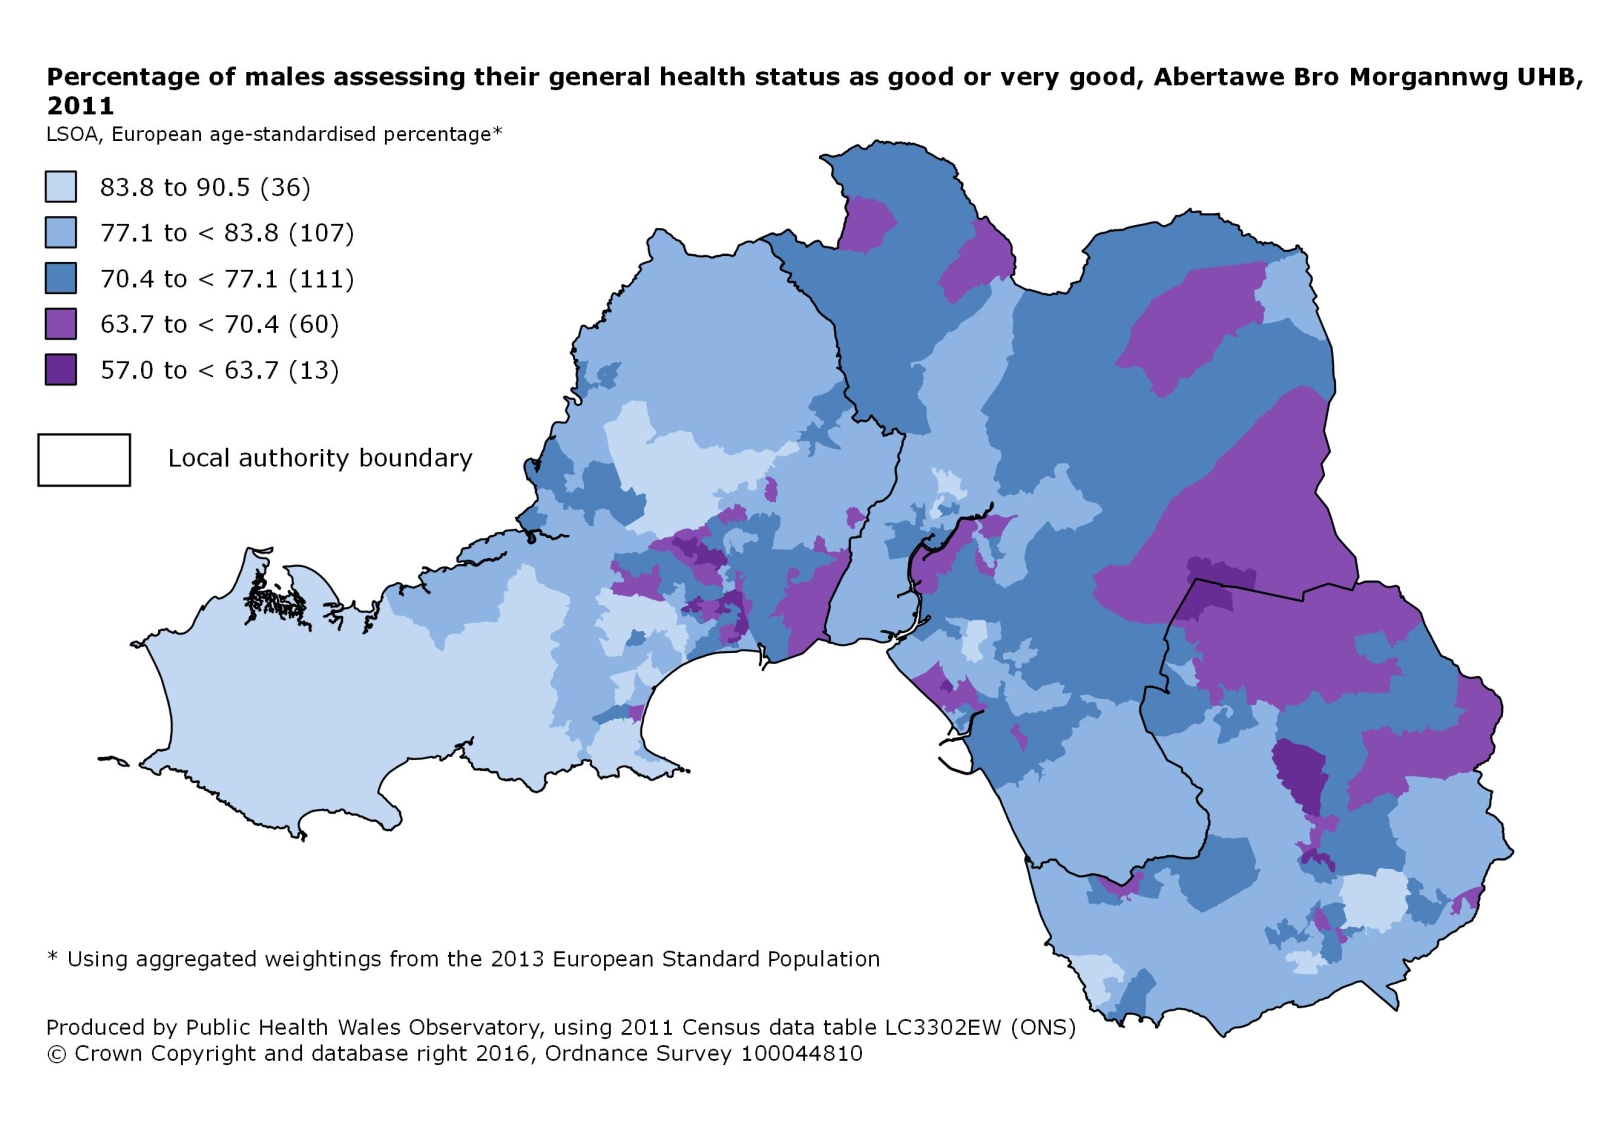 Percentage of males assessing their general health status as good or very good, Abertawe Bro Morgannwg UHB,
2011
LSOA, European age-standardised percentage*
83.8 to 90.5 (36)
77.1 to < 83.8 (107)
70.4 to < 77.1 (111)
63.7 to < 70.4 (60)
57.0 to < 63.7 (13)
Local authority boundary
* Using aggregated weightings from the 2013 European Standard Population
Produced by Public Health Wales Observatory, using 2011 Census data table LC3302EW (ONS)
© Crown Copyright and database right 2016, Ordnance Survey 100044810